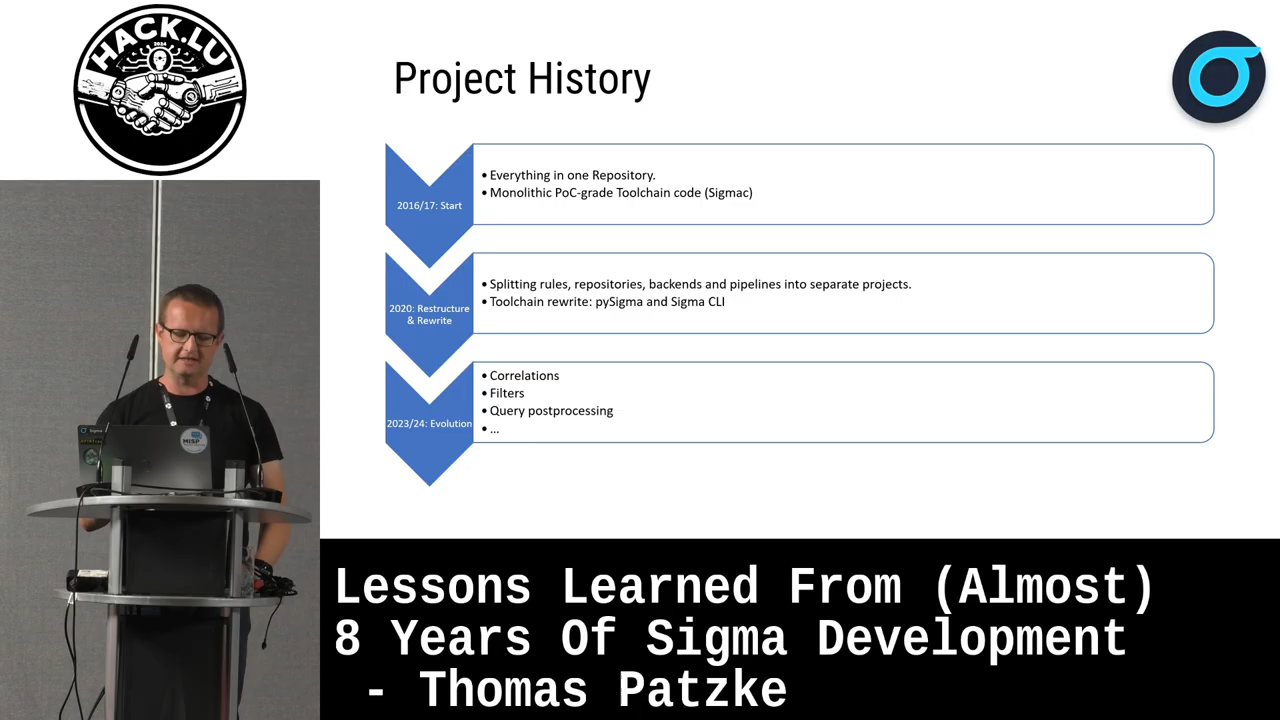 HACK.LU
2024
Project History
2016/17: Start
• Everything in one Repository.
• Monolithic PoC-grade Toolchain code (Sigmac)
2020: Restructure
& Rewrite
• Splitting rules, repositories, backends and pipelines into separate projects.
• Toolchain rewrite: pySigma and Sigma CLI
2023/24: Evolution
• Correlations
• Filters
• Query postprocessing
• ...
MISP
Lessons Learned From (Almost)
8 Years Of Sigma Development
- Thomas Patzke